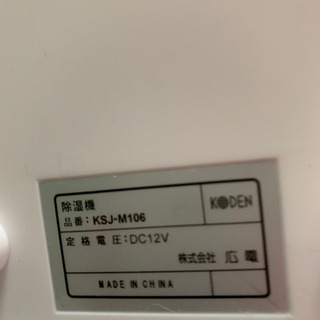 除湿機
品番：KSJ-M106
KODEN
定格電圧：DC12V
株式会社 広電
MADE IN CHINA